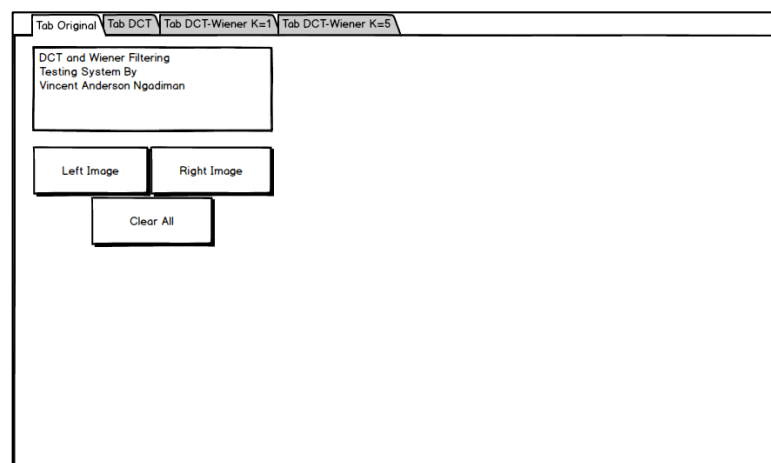 Tab Original Tab DCT Tab DCT-Wiener K=1 Tab DCT-Wiener K=5
DCT and Wiener Filtering
Testing System By
Vincent Anderson Ngadiman
Left Image Right Image
Clear All